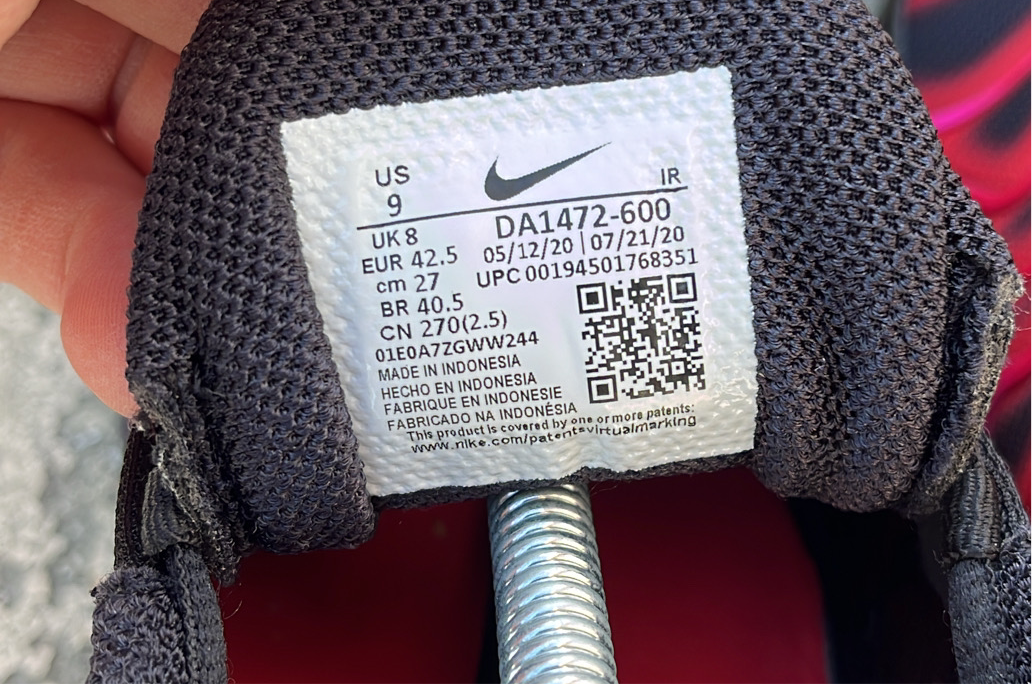 US
9
IR
DA1472-600
UK 8
05/12/20 | 07/21/20
EUR 42.5
UPC 00194501768351
cm 27
BR 40.5
CN 270(2.5)
01E0A7ZGWW244
MADE IN INDONESIA
HECHO EN INDONESIA
FABRIQUE EN INDONESIE
FABRICADO NA INDONÉSIA
This product is covered by one or more patents:
www.nike.com/patentsvirtualmarking